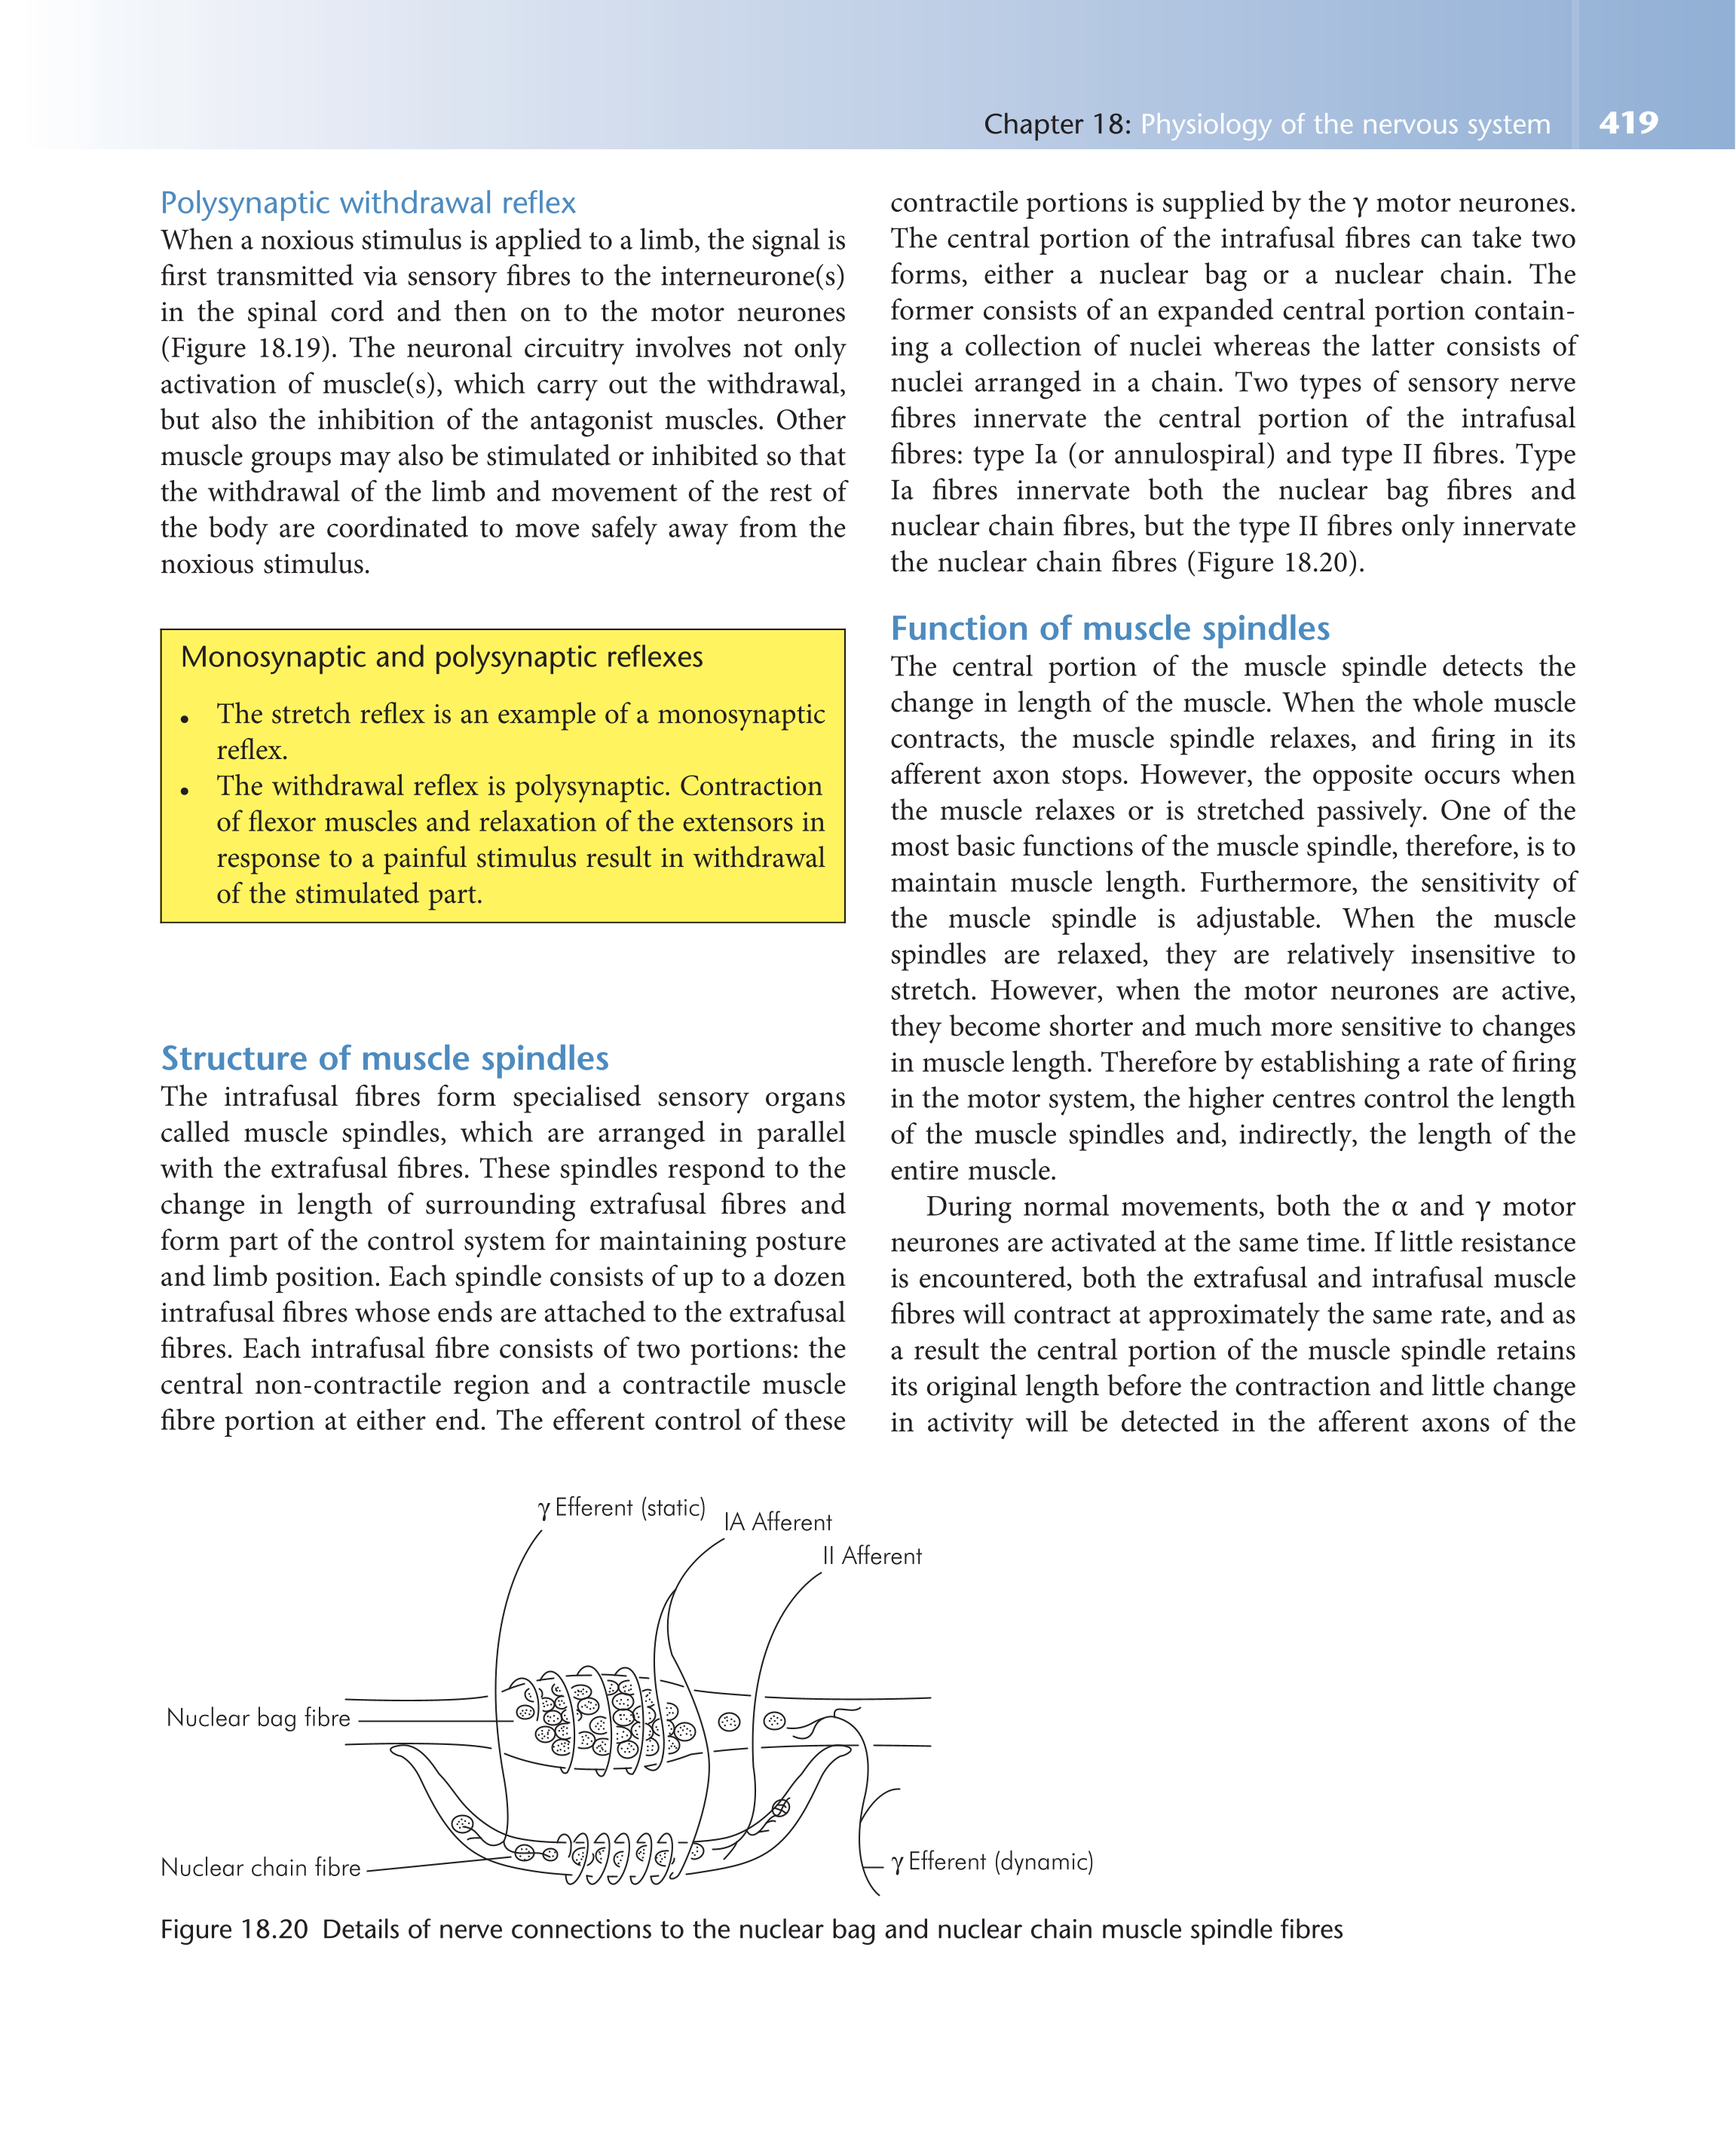 Chapter 18: Physiology of the nervous system 419
Polysynaptic withdrawal reflex
When a noxious stimulus is applied to a limb, the signal is
first transmitted via sensory fibres to the interneurone(s)
in the spinal cord and then on to the motor neurones
(Figure 18.19). The neuronal circuitry involves not only
activation of muscle(s), which carry out the withdrawal,
but also the inhibition of the antagonist muscles. Other
muscle groups may also be stimulated or inhibited so that
the withdrawal of the limb and movement of the rest of
the body are coordinated to move safely away from the
noxious stimulus.
Monosynaptic and polysynaptic reflexes
• The stretch reflex is an example of a monosynaptic
reflex.
• The withdrawal reflex is polysynaptic. Contraction
of flexor muscles and relaxation of the extensors in
response to a painful stimulus result in withdrawal
of the stimulated part.
Structure of muscle spindles
The intrafusal fibres form specialised sensory organs
called muscle spindles, which are arranged in parallel
with the extrafusal fibres. These spindles respond to the
change in length of surrounding extrafusal fibres and
form part of the control system for maintaining posture
and limb position. Each spindle consists of up to a dozen
intrafusal fibres whose ends are attached to the extrafusal
fibres. Each intrafusal fibre consists of two portions: the
central non-contractile region and a contractile muscle
fibre portion at either end. The efferent control of these
contractile portions is supplied by the γ motor neurones.
The central portion of the intrafusal fibres can take two
forms, either a nuclear bag or a nuclear chain. The
former consists of an expanded central portion contain-
ing a collection of nuclei whereas the latter consists of
nuclei arranged in a chain. Two types of sensory nerve
fibres innervate the central portion of the intrafusal
fibres: type Ia (or annulospiral) and type II fibres. Type
Ia fibres innervate both the nuclear bag fibres and
nuclear chain fibres, but the type II fibres only innervate
the nuclear chain fibres (Figure 18.20).
Function of muscle spindles
The central portion of the muscle spindle detects the
change in length of the muscle. When the whole muscle
contracts, the muscle spindle relaxes, and firing in its
afferent axon stops. However, the opposite occurs when
the muscle relaxes or is stretched passively. One of the
most basic functions of the muscle spindle, therefore, is to
maintain muscle length. Furthermore, the sensitivity of
the muscle spindle is adjustable. When the muscle
spindles are relaxed, they are relatively insensitive to
stretch. However, when the motor neurones are active,
they become shorter and much more sensitive to changes
in muscle length. Therefore by establishing a rate of firing
in the motor system, the higher centres control the length
of the muscle spindles and, indirectly, the length of the
entire muscle.
During normal movements, both the α and γ motor
neurones are activated at the same time. If little resistance
is encountered, both the extrafusal and intrafusal muscle
fibres will contract at approximately the same rate, and as
a result the central portion of the muscle spindle retains
its original length before the contraction and little change
in activity will be detected in the afferent axons of the
γ Efferent (static)
IA Afferent
II Afferent
Nuclear bag fibre
Nuclear chain fibre
γ Efferent (dynamic)
Figure 18.20 Details of nerve connections to the nuclear bag and nuclear chain muscle spindle fibres